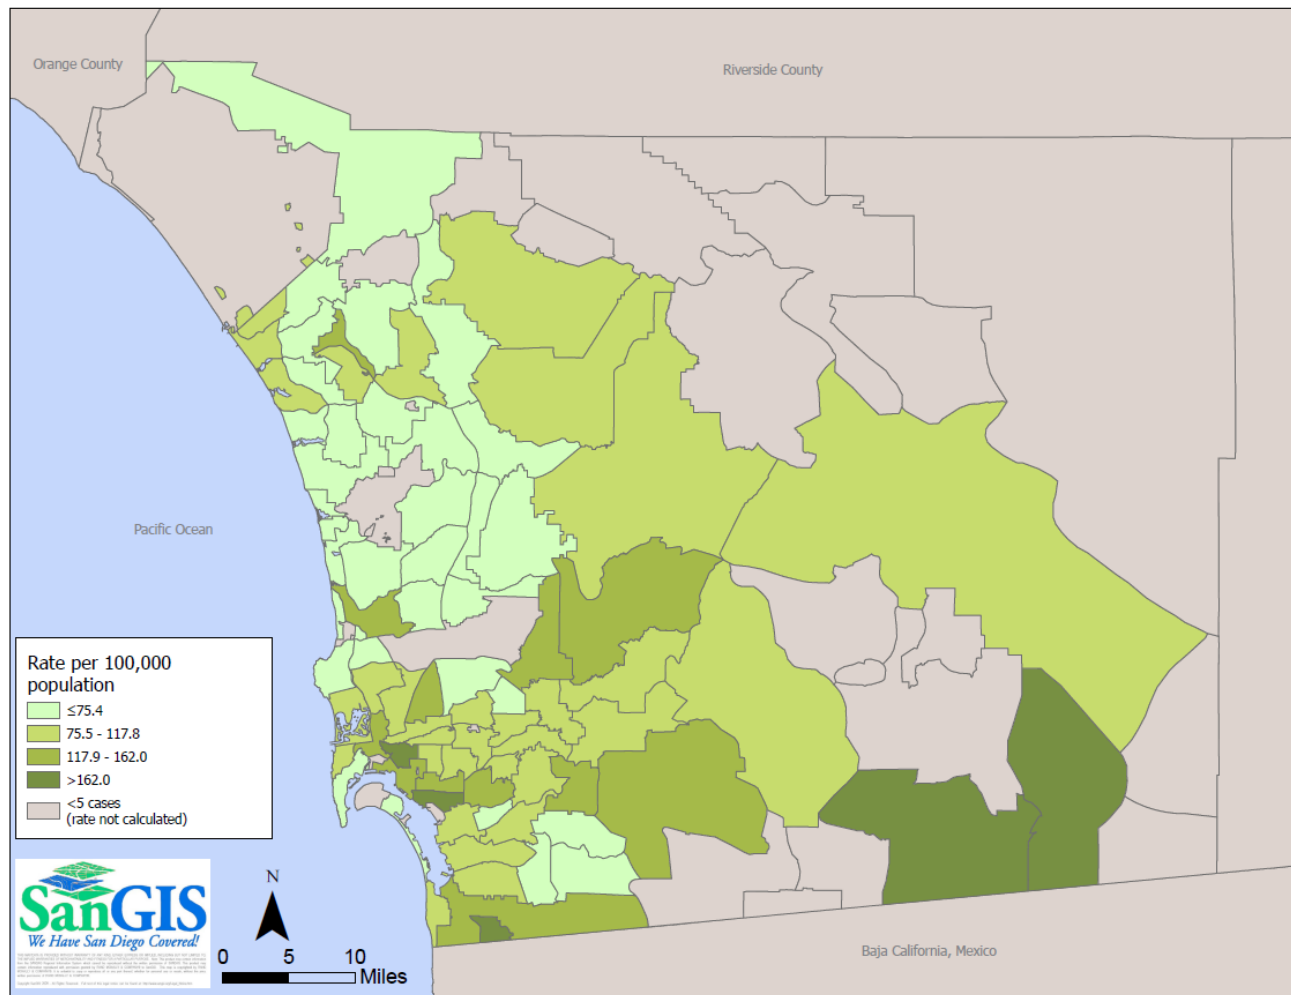 Orange County
Riverside County
Pacific Ocean
Rate per 100,000
population
≤75.4
75.5 - 117.8
117.9 - 162.0
>162.0
<5 cases
(rate not calculated)
SanGIS
We Have San Diego Covered!
N
0 5 10
Miles
Baja California, Mexico